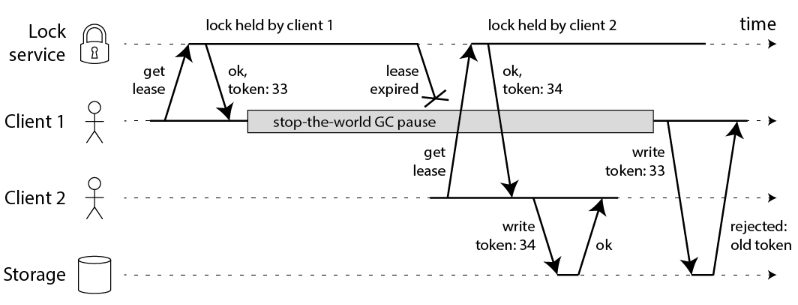 lock held by client 1
lock held by client 2
time
Lock
service
get
lease
ok,
token: 33
lease
expired
ok,
token: 34
Client 1
stop-the-world GC pause
get
lease
write
token: 33
Client 2
write
token: 34
ok
rejected:
old token
Storage